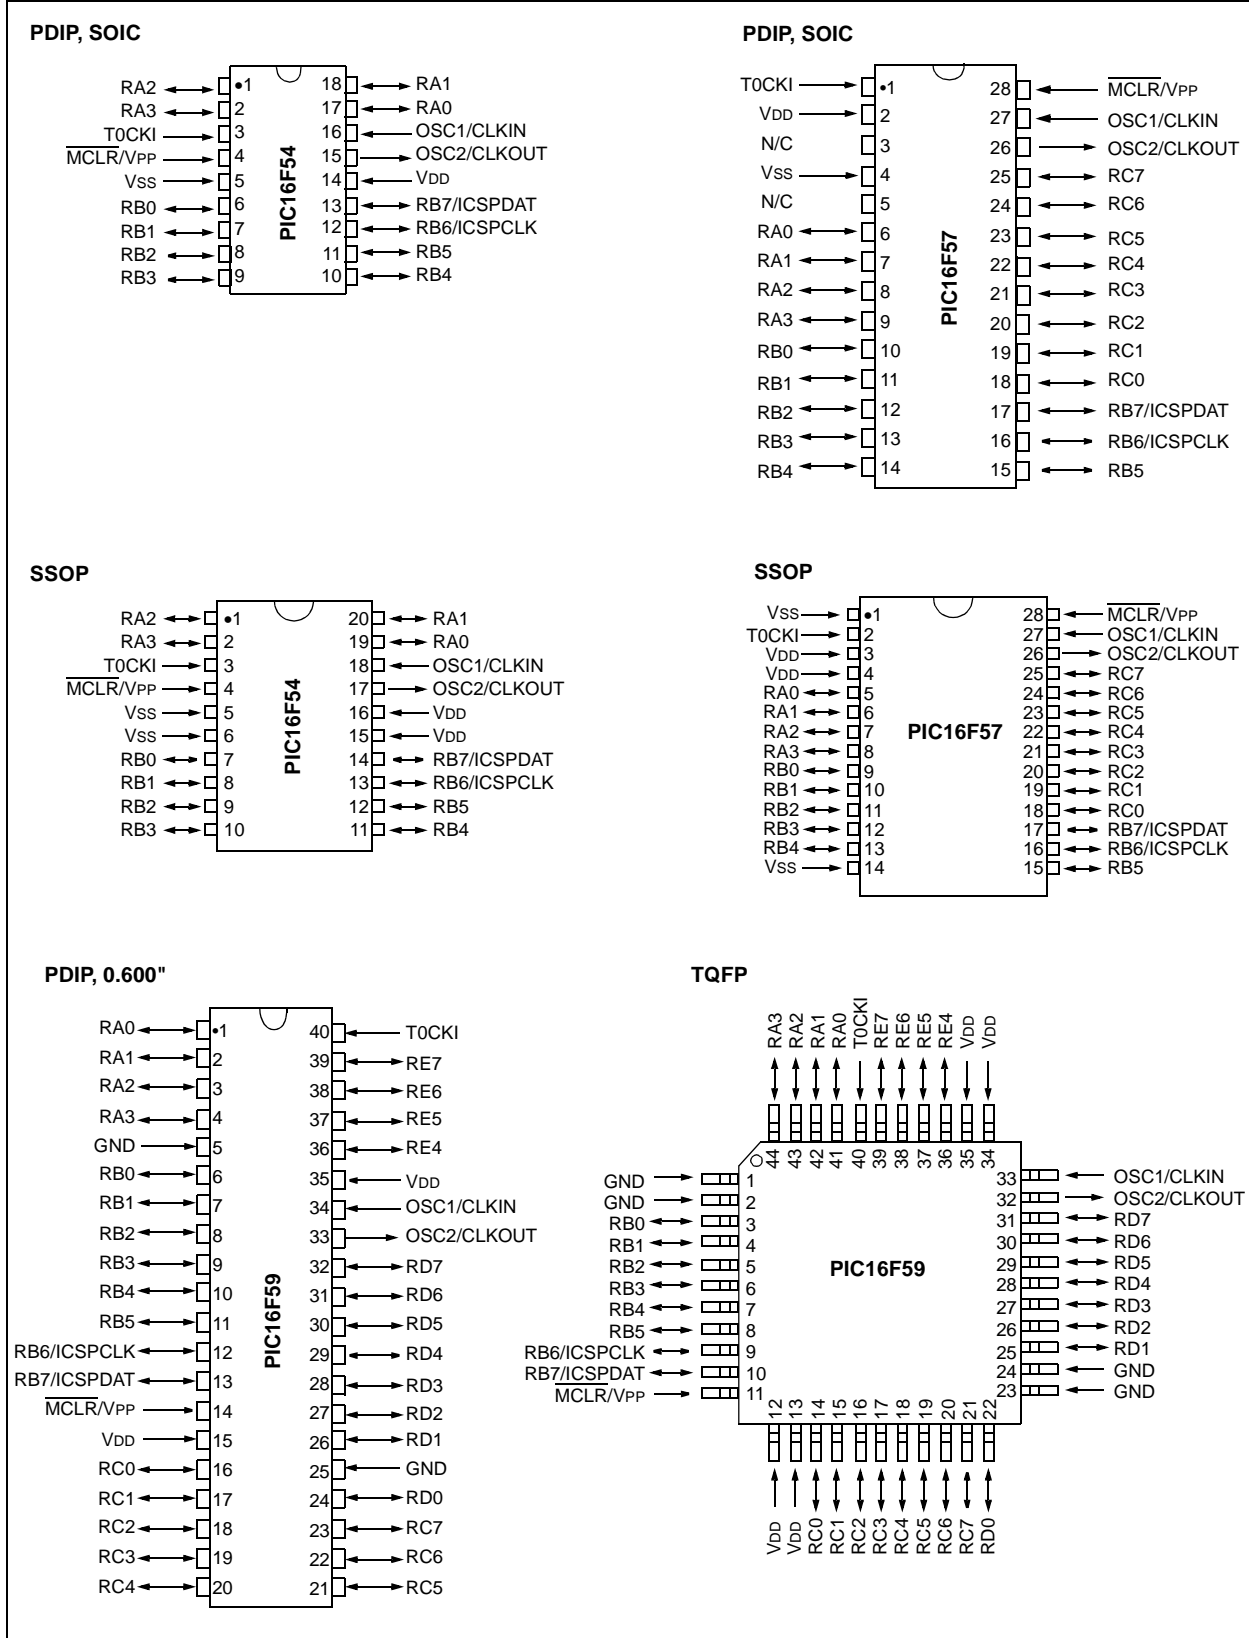 PDIP, SOIC
RA2 •1 18 RA1
RA3 2 17 RA0
T0CKI 3 16 OSC1/CLKIN
MCLR/VPP 4 15 OSC2/CLKOUT
VSS 5 14 VDD
RB0 6 13 RB7/ICSPDAT
RB1 7 12 RB6/ICSPCLK
RB2 8 11 RB5
RB3 9 10 RB4
PIC16F54
PDIP, SOIC
T0CKI •1 28 MCLR/VPP
VDD 2 27 OSC1/CLKIN
N/C 3 26 OSC2/CLKOUT
VSS 4 25 RC7
N/C 5 24 RC6
RA0 6 23 RC5
RA1 7 22 RC4
RA2 8 21 RC3
RA3 9 20 RC2
RB0 10 19 RC1
RB1 11 18 RC0
RB2 12 17 RB7/ICSPDAT
RB3 13 16 RB6/ICSPCLK
RB4 14 15 RB5
PIC16F57
SSOP
RA2 •1 20 RA1
RA3 2 19 RA0
T0CKI 3 18 OSC1/CLKIN
MCLR/VPP 4 17 OSC2/CLKOUT
VSS 5 16 VDD
VSS 6 15 VDD
RB0 7 14 RB7/ICSPDAT
RB1 8 13 RB6/ICSPCLK
RB2 9 12 RB5
RB3 10 11 RB4
PIC16F54
SSOP
VSS •1 28 MCLR/VPP
T0CKI 2 27 OSC1/CLKIN
VDD 3 26 OSC2/CLKOUT
VDD 4 25 RC7
RA0 5 24 RC6
RA1 6 23 RC5
RA2 7 22 RC4
RA3 8 21 RC3
RB0 9 20 RC2
RB1 10 19 RC1
RB2 11 18 RC0
RB3 12 17 RB7/ICSPDAT
RB4 13 16 RB6/ICSPCLK
VSS 14 15 RB5
PIC16F57
PDIP, 0.600"
RA0 •1 40 T0CKI
RA1 2 39 RE7
RA2 3 38 RE6
RA3 4 37 RE5
GND 5 36 RE4
RB0 6 35 VDD
RB1 7 34 OSC1/CLKIN
RB2 8 33 OSC2/CLKOUT
RB3 9 32 RD7
RB4 10 31 RD6
RB5 11 30 RD5
RB6/ICSPCLK 12 29 RD4
RB7/ICSPDAT 13 28 RD3
MCLR/VPP 14 27 RD2
VDD 15 26 RD1
RC0 16 25 GND
RC1 17 24 RD0
RC2 18 23 RC7
RC3 19 22 RC6
RC4 20 21 RC5
PIC16F59
TQFP
RA3 RA2 RA1 RA0 T0CKI RE7 RE6 RE5 RE4 VDD VDD
44 43 42 41 40 39 38 37 36 35 34
GND 1 33 OSC1/CLKIN
GND 2 32 OSC2/CLKOUT
RB0 3 31 RD7
RB1 4 30 RD6
RB2 5 29 RD5
RB3 6 28 RD4
RB4 7 27 RD3
RB5 8 26 RD2
RB6/ICSPCLK 9 25 RD1
RB7/ICSPDAT 10 24 GND
MCLR/VPP 11 23 GND
PIC16F59
12 13 14 15 16 17 18 19 20 21 22
VDD VDD RC0 RC1 RC2 RC3 RC4 RC5 RC6 RC7 RD0